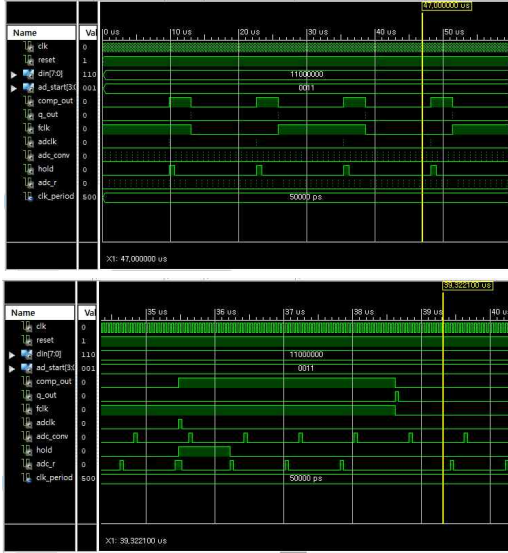 47,000000 us
Name Val
0 us 10 us 20 us 30 us 40 us 50 us
clk 0
reset 1
din[7:0] 110 11000000
ad_start[3:( 001 0011
comp_out 0
q_out 0
fclk 0
adclk 0
adc_conv 0
hold 0
adc_r 0
clk_period 500 50000 ps
X1: 47,000000 us
39,322100 us
Name Val
35 us 36 us 37 us 38 us 39 us 40 u
clk 0
reset 1
din[7:0] 110 11000000
ad_start[3:( 001 0011
comp_out 0
q_out 0
fclk 0
adclk 0
adc_conv 0
hold 0
adc_r 0
clk_period 500 50000 ps
X1: 39,322100 us